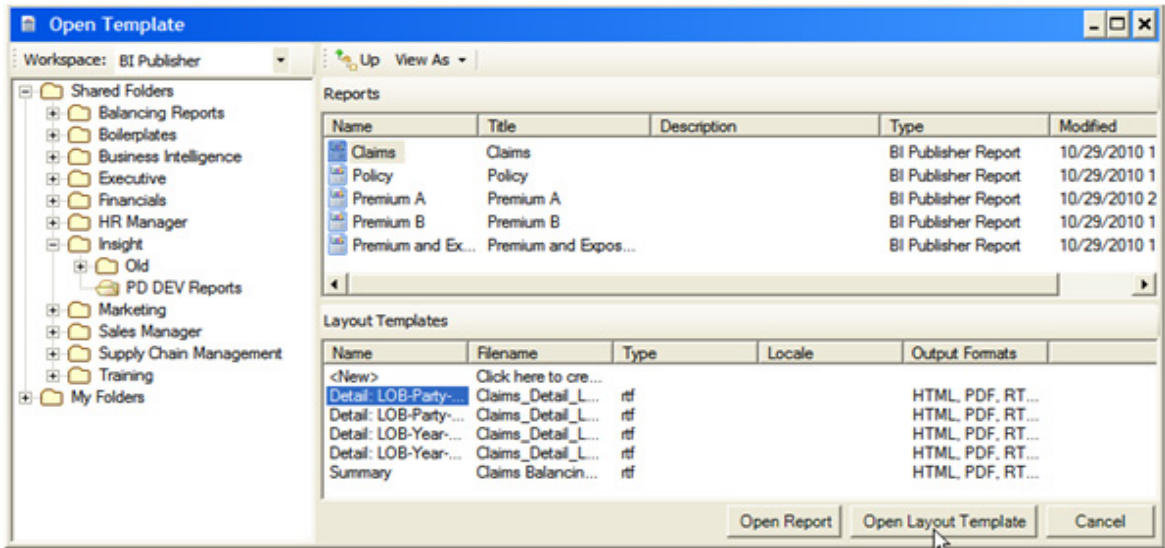 Open Template
Workspace: BI Publisher
Up View As
Shared Folders
Balancing Reports
Boilerplates
Business Intelligence
Executive
Financials
HR Manager
Insight
Old
PD DEV Reports
Marketing
Sales Manager
Supply Chain Management
Training
My Folders
Reports
Name Title Description Type Modified
Claims Claims BI Publisher Report 10/29/2010 1
Policy Policy BI Publisher Report 10/29/2010 1
Premium A Premium A BI Publisher Report 10/29/2010 2
Premium B Premium B BI Publisher Report 10/29/2010 1
Premium and Ex... Premium and Expos... BI Publisher Report 10/29/2010 1
Layout Templates
Name Filename Type Locale Output Formats
<New> Click here to cre...
Detail: LOB-Party-... Claims_Detail_L... rtf HTML, PDF, RT...
Detail: LOB-Party-... Claims_Detail_L... rtf HTML, PDF, RT...
Detail: LOB-Year-... Claims_Detail_L... rtf HTML, PDF, RT...
Detail: LOB-Year-... Claims_Detail_L... rtf HTML, PDF, RT...
Summary Claims Balancin... rtf HTML, PDF, RT...
Open Report Open Layout Template Cancel